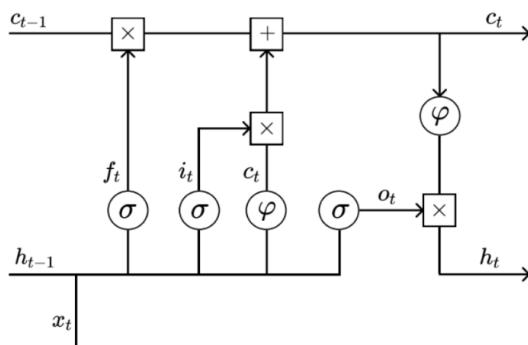 c_{t-1} × + c_t
φ
×
f_t i_t c_t
σ σ φ σ o_t ×
h_{t-1} h_t
x_t